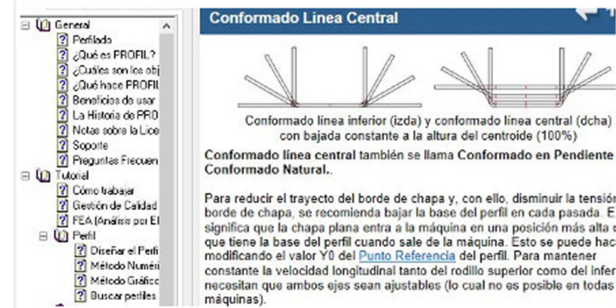 General
Perfilado
¿Qué es PROFIL?
¿Cuáles son los obj
¿Qué hace PROFIL
Beneficios de usar
La Historia de PRO
Notas sobre la Lice
Soporte
Preguntas Frecuen
Tutorial
Cómo trabajar
Gestión de Calidad
FEA (Análisis por El
Perfil
Diseñar el Perfi
Método Numéri
Método Gráfico
Buscar perfiles
Conformado Linea Central
Conformado línea inferior (izda) y conformado línea central (dcha)
con bajada constante a la altura del centroide (100%)
Conformado línea central también se llama Conformado en Pendiente
Conformado Natural..
Para reducir el trayecto del borde de chapa y, con ello, disminuir la tensión
borde de chapa, se recomienda bajar la base del perfil en cada pasada. E
significa que la chapa plana entra a la máquina en una posición más alta
que tiene la base del perfil cuando sale de la máquina. Esto se puede hac
modificando el valor Y0 del Punto Referencia del perfil. Para mantener
constante la velocidad longitudinal tanto del rodillo superior como del infer
necesitan que ambos ejes sean ajustables (lo cual no es posible en toda
máquinas).